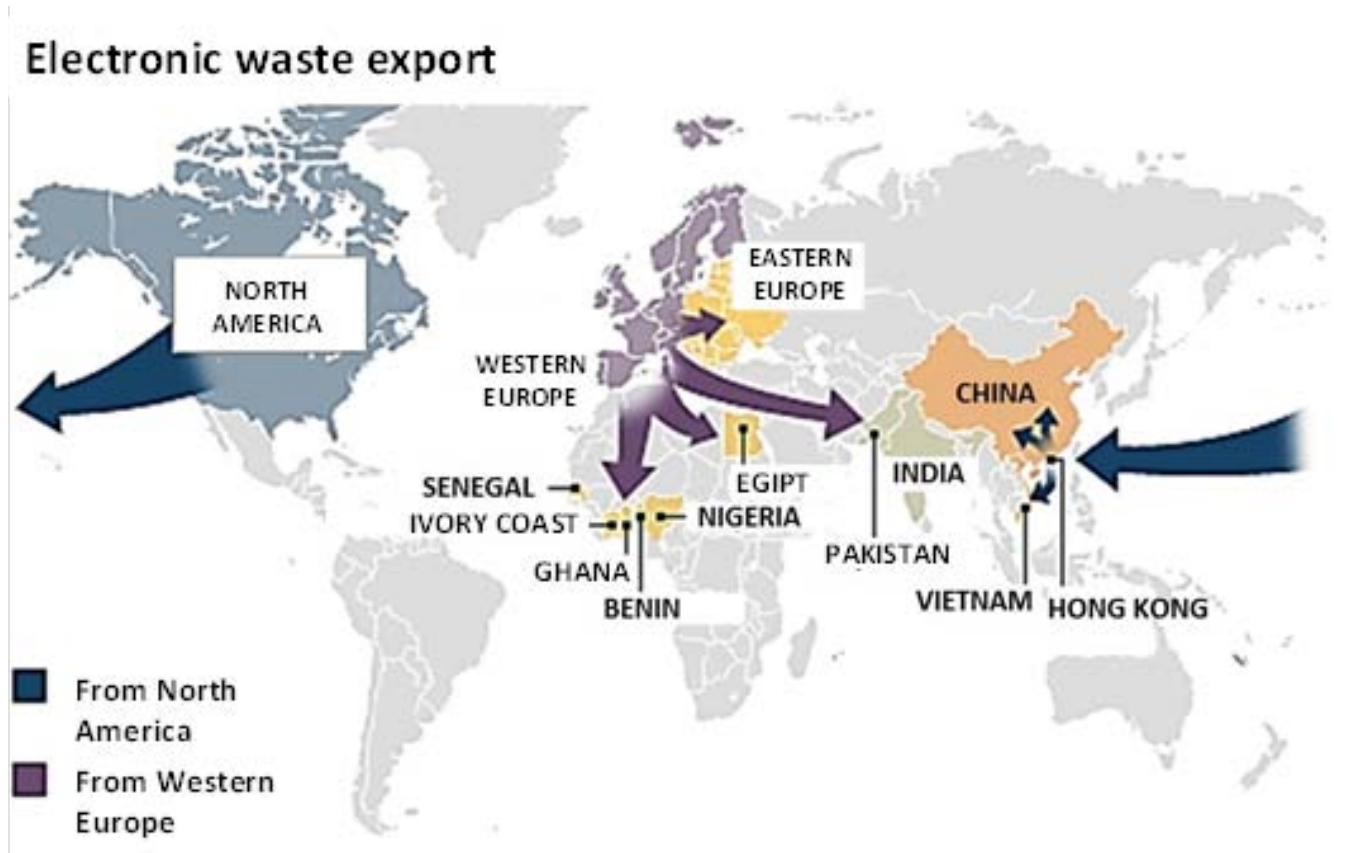 Electronic waste export
NORTH
AMERICA
EASTERN
EUROPE
WESTERN
EUROPE
CHINA
SENEGAL
EGIPT
INDIA
IVORY COAST
NIGERIA
GHANA
PAKISTAN
BENIN
VIETNAM
HONG KONG
From North
America
From Western
Europe